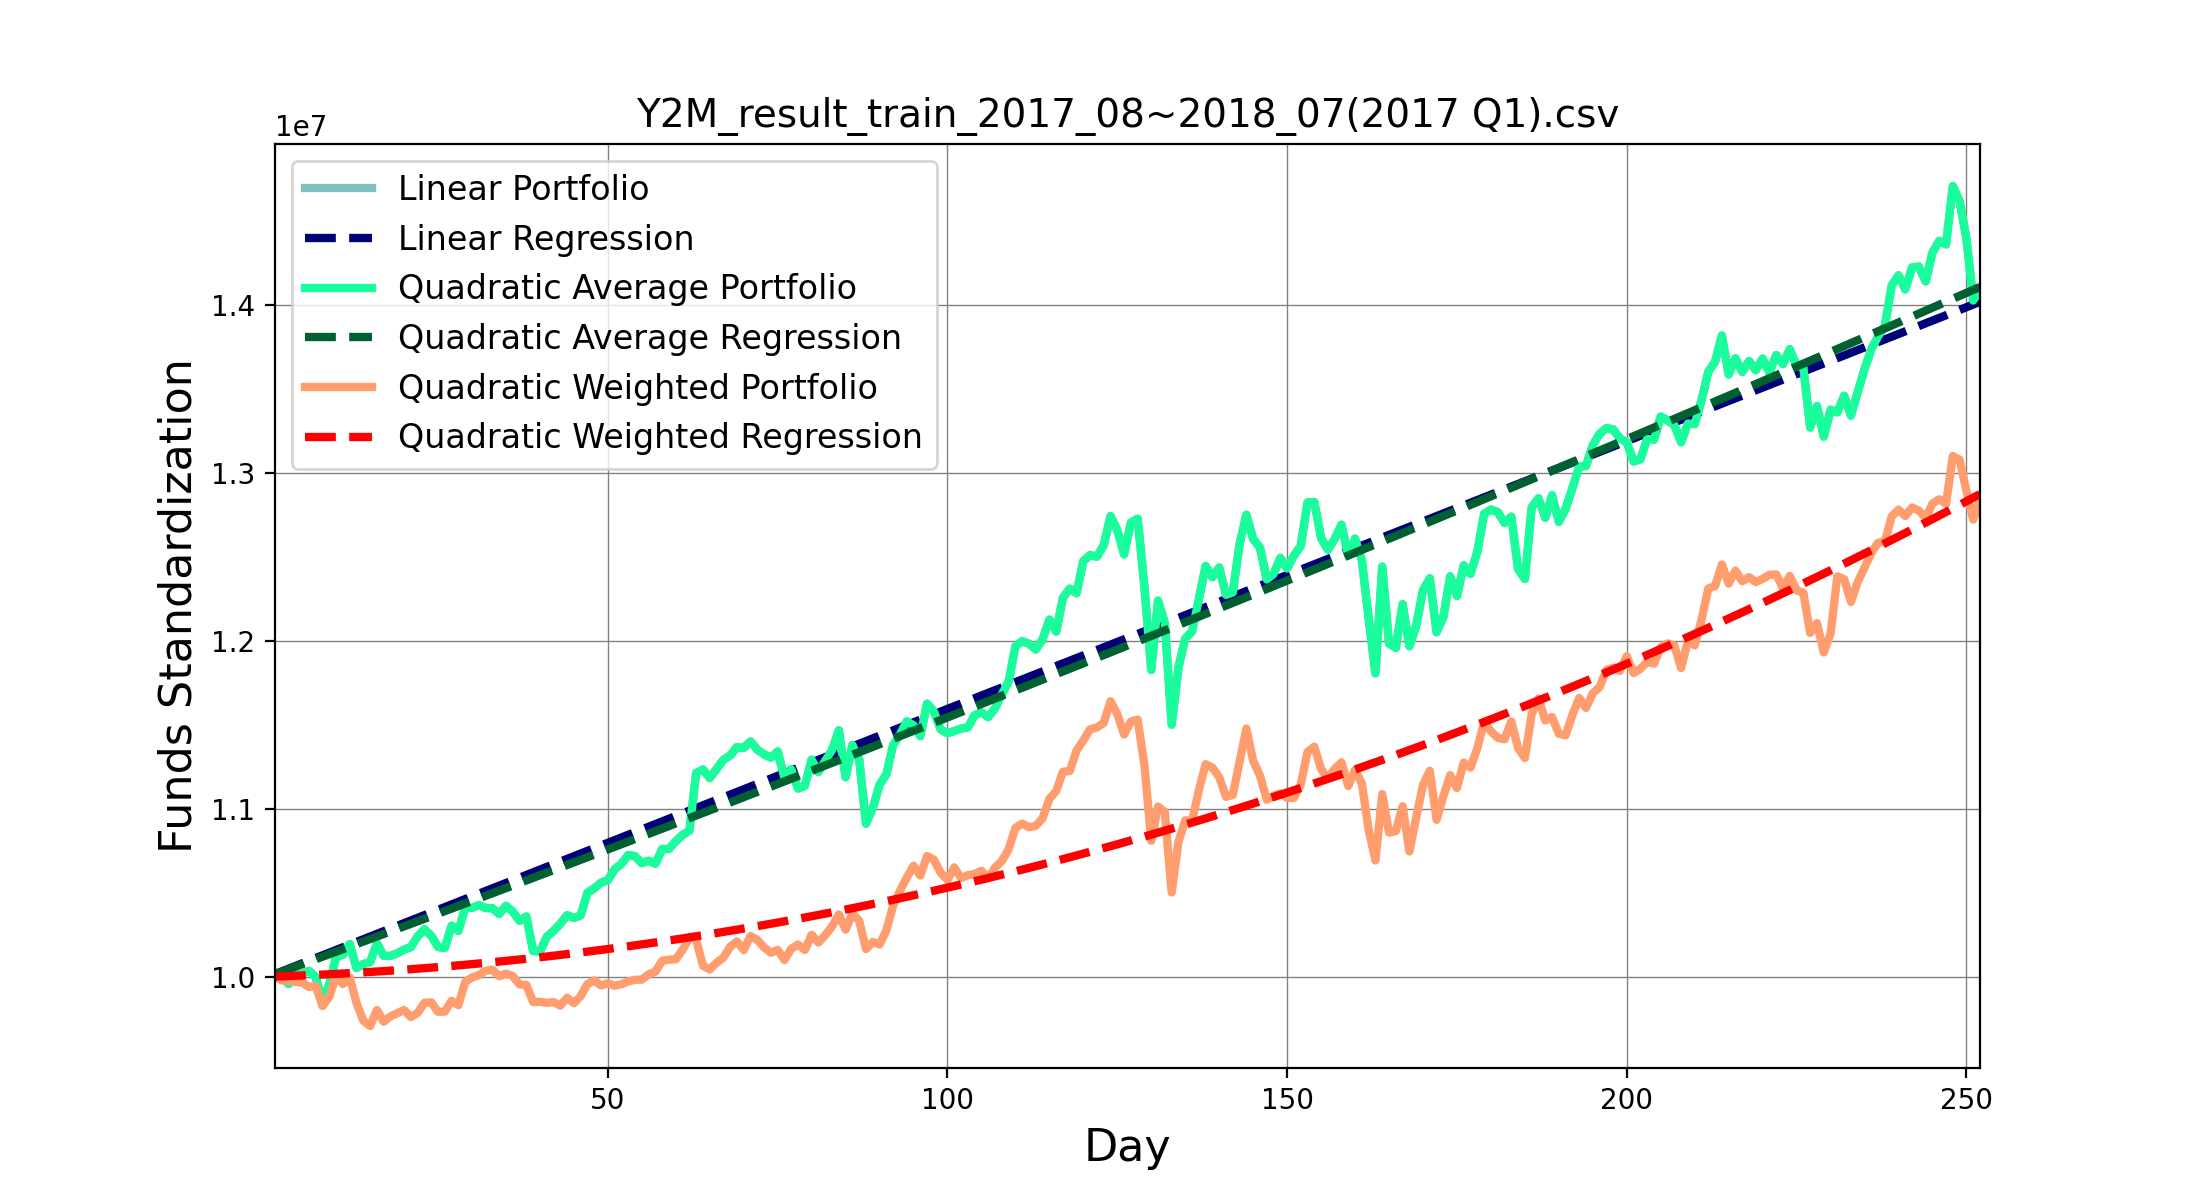 Y2M_result_train_2017_08~2018_07(2017 Q1).csv
1e7
Linear Portfolio
Linear Regression
Quadratic Average Portfolio
Quadratic Average Regression
Quadratic Weighted Portfolio
Quadratic Weighted Regression
Funds Standardization
1.4
1.3
1.2
1.1
1.0
50 100 150 200 250
Day